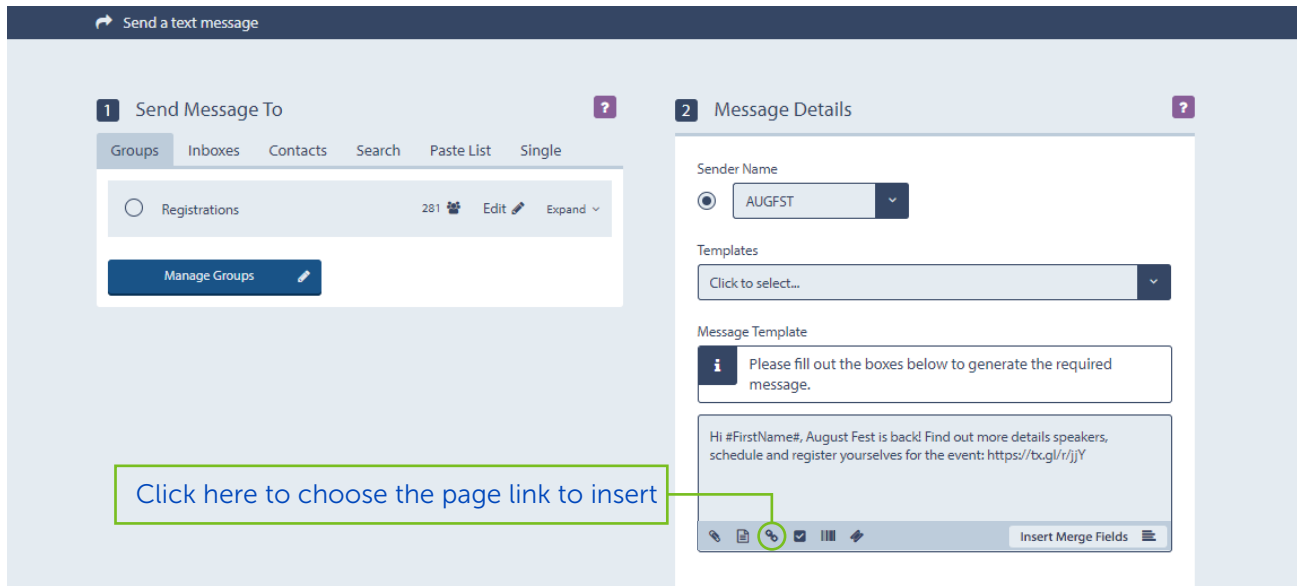 Send a text message
1 Send Message To ?
Groups Inboxes Contacts Search Paste List Single
Registrations 281 Edit Expand
Manage Groups
2 Message Details ?
Sender Name
AUGFST
Templates
Click to select...
Message Template
i Please fill out the boxes below to generate the required
message.
Hi #FirstName#, August Fest is back! Find out more details speakers,
schedule and register yourselves for the event: https://tx.gl/r/jjY
Click here to choose the page link to insert
Insert Merge Fields